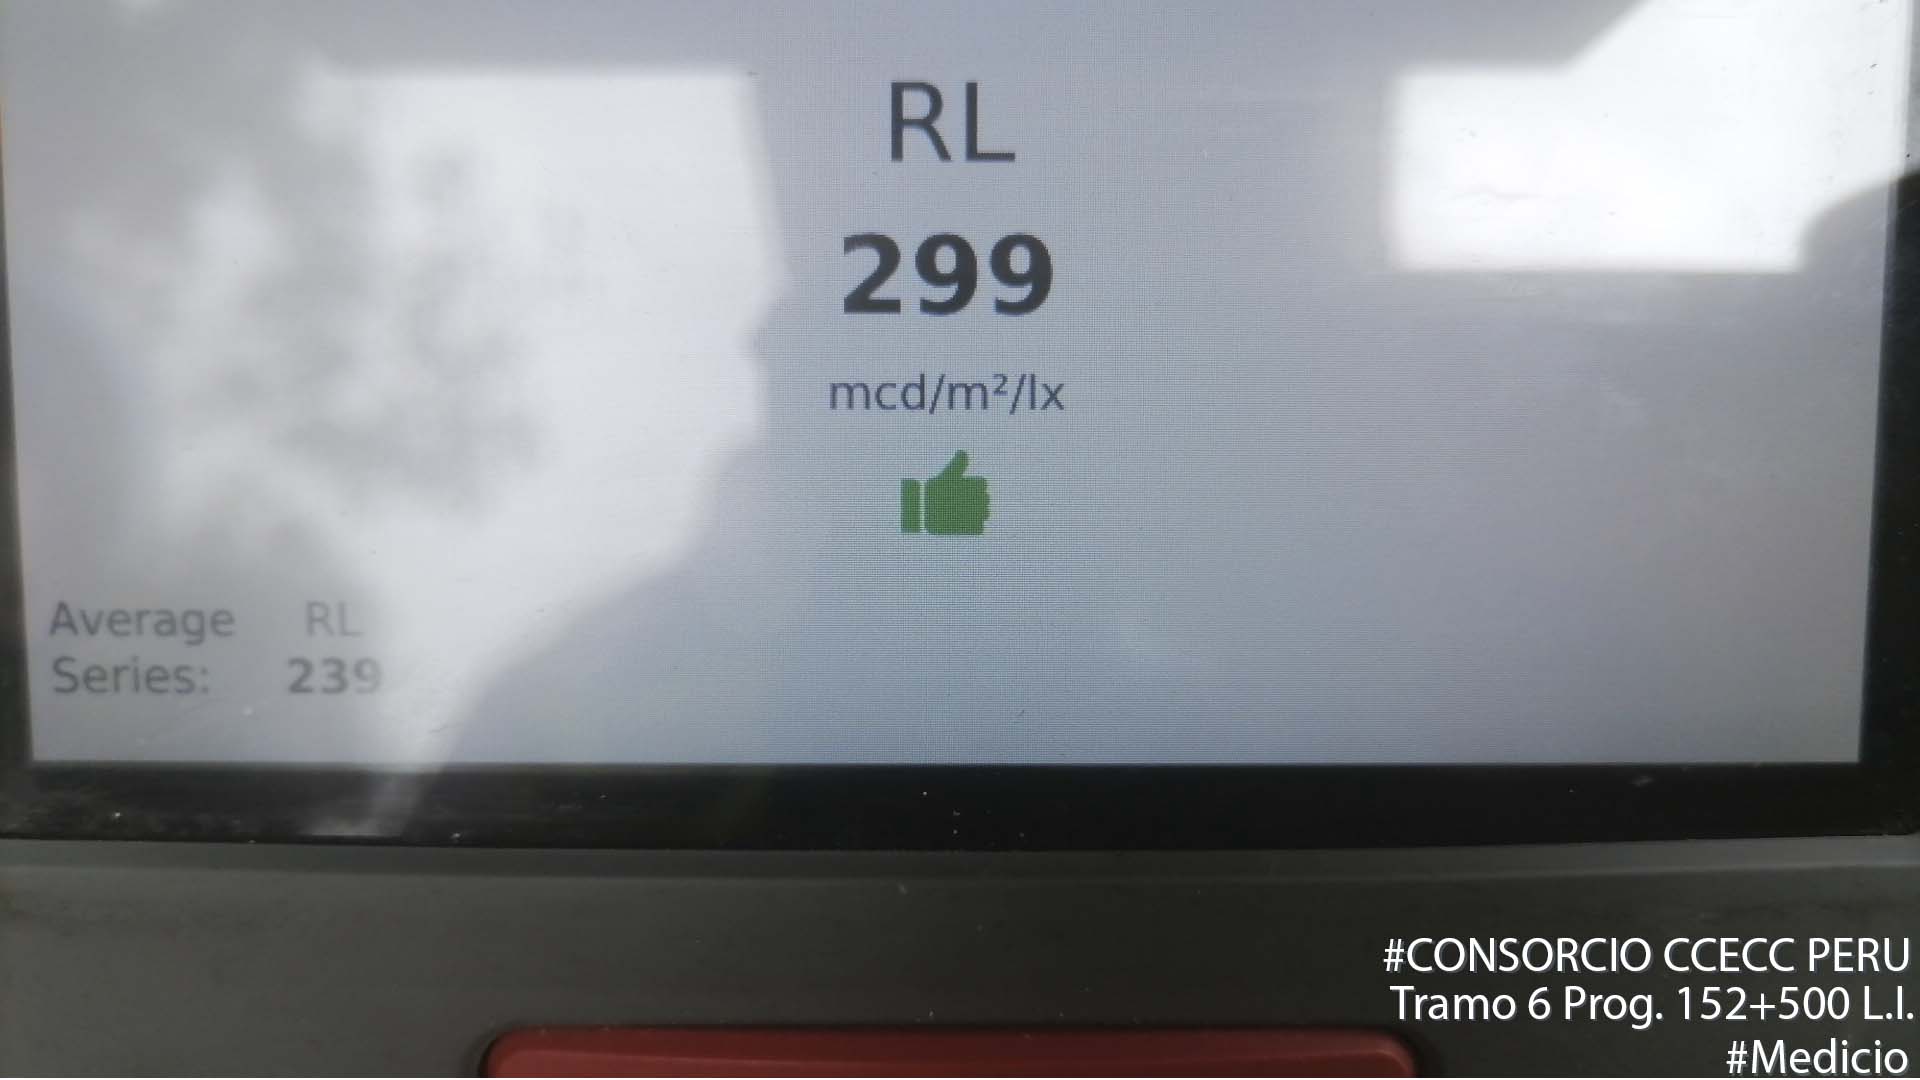 RL
299
mcd/m²/lx
Average RL
Series: 239
#CONSORCIO CCECC PERU
Tramo 6 Prog. 152+500 L.I.
#Medicio